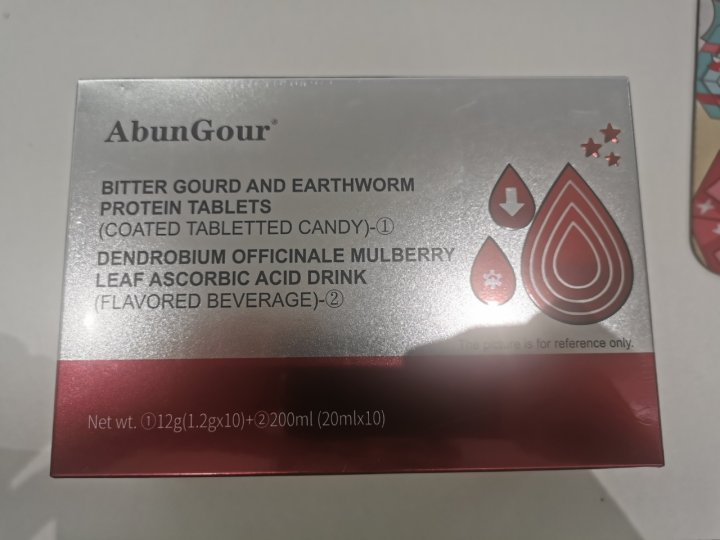 AbunGour®
BITTER GOURD AND EARTHWORM
PROTEIN TABLETS
(COATED TABLETTED CANDY)-①
DENDROBIUM OFFICINALE MULBERRY
LEAF ASCORBIC ACID DRINK
(FLAVORED BEVERAGE)-②
The picture is for reference only.
Net wt. ①12g(1.2gx10)+②200ml (20mlx10)